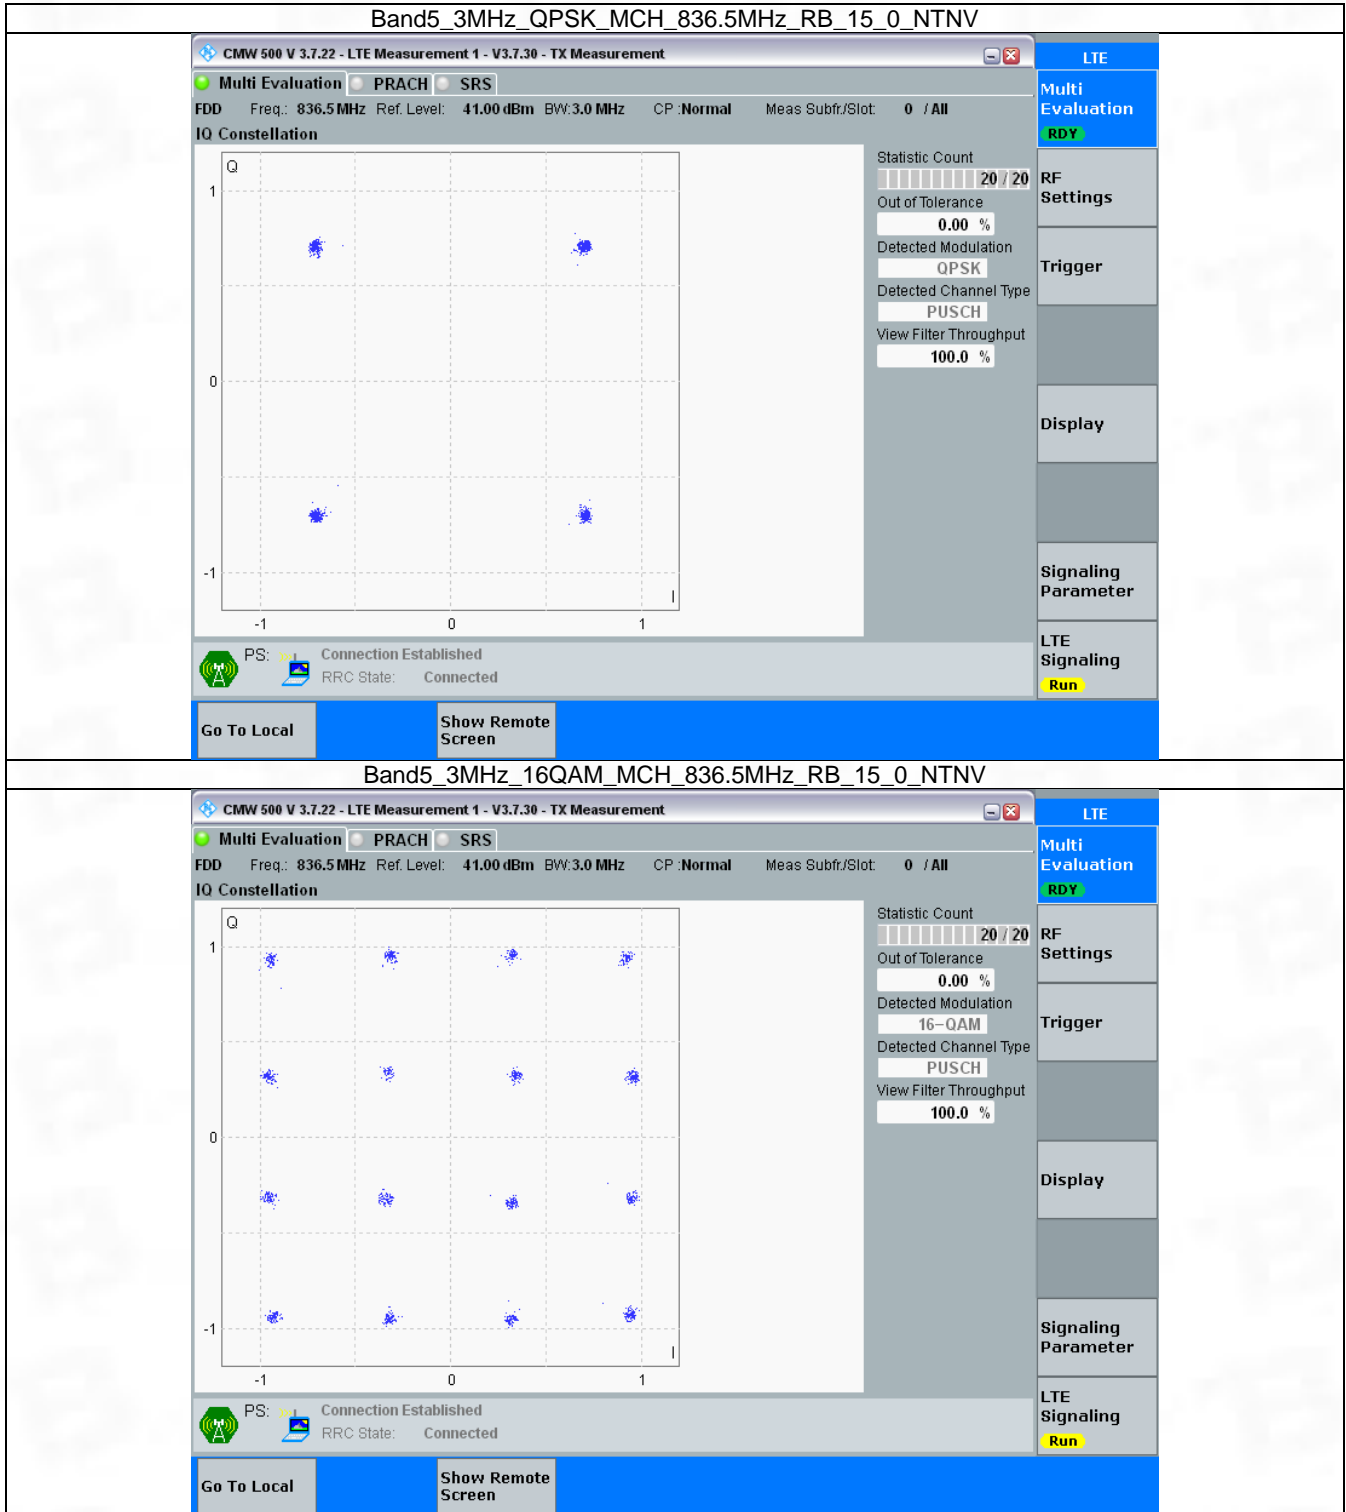 Band5_3MHz_QPSK_MCH_836.5MHz_RB_15_0_NTNV
CMW 500 V 3.7.22 - LTE Measurement 1 - V3.7.30 - TX Measurement
LTE
Multi Evaluation PRACH SRS
Multi
Evaluation
RDY
FDD Freq.: 836.5 MHz Ref. Level: 41.00 dBm BW: 3.0 MHz CP : Normal Meas Subfr./Slot: 0 / All
IQ Constellation
Q
1
0
-1
-1 0 1
I
Statistic Count
20 / 20
Out of Tolerance
0.00 %
Detected Modulation
QPSK
Detected Channel Type
PUSCH
View Filter Throughput
100.0 %
RF
Settings
Trigger
Display
Signaling
Parameter
LTE
Signaling
Run
PS: Connection Established
RRC State: Connected
Go To Local
Show Remote
Screen
Band5_3MHz_16QAM_MCH_836.5MHz_RB_15_0_NTNV
CMW 500 V 3.7.22 - LTE Measurement 1 - V3.7.30 - TX Measurement
LTE
Multi Evaluation PRACH SRS
Multi
Evaluation
RDY
FDD Freq.: 836.5 MHz Ref. Level: 41.00 dBm BW: 3.0 MHz CP : Normal Meas Subfr./Slot: 0 / All
IQ Constellation
Q
1
0
-1
-1 0 1
I
Statistic Count
20 / 20
Out of Tolerance
0.00 %
Detected Modulation
16-QAM
Detected Channel Type
PUSCH
View Filter Throughput
100.0 %
RF
Settings
Trigger
Display
Signaling
Parameter
LTE
Signaling
Run
PS: Connection Established
RRC State: Connected
Go To Local
Show Remote
Screen